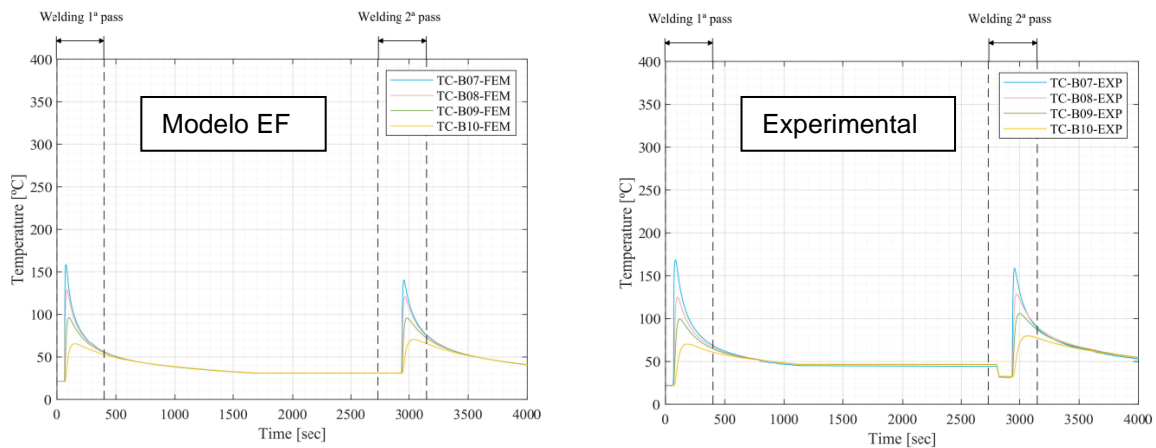 Welding 1ª pass
Welding 2ª pass
400
350
300
250
200
150
100
50
0
Temperature [ºC]
Modelo EF
TC-B07-FEM
TC-B08-FEM
TC-B09-FEM
TC-B10-FEM
0 500 1000 1500 2000 2500 3000 3500 4000
Time [sec]
Welding 1ª pass
Welding 2ª pass
400
350
300
250
200
150
100
50
0
Temperature [ºC]
Experimental
TC-B07-EXP
TC-B08-EXP
TC-B09-EXP
TC-B10-EXP
0 500 1000 1500 2000 2500 3000 3500 4000
Time [sec]